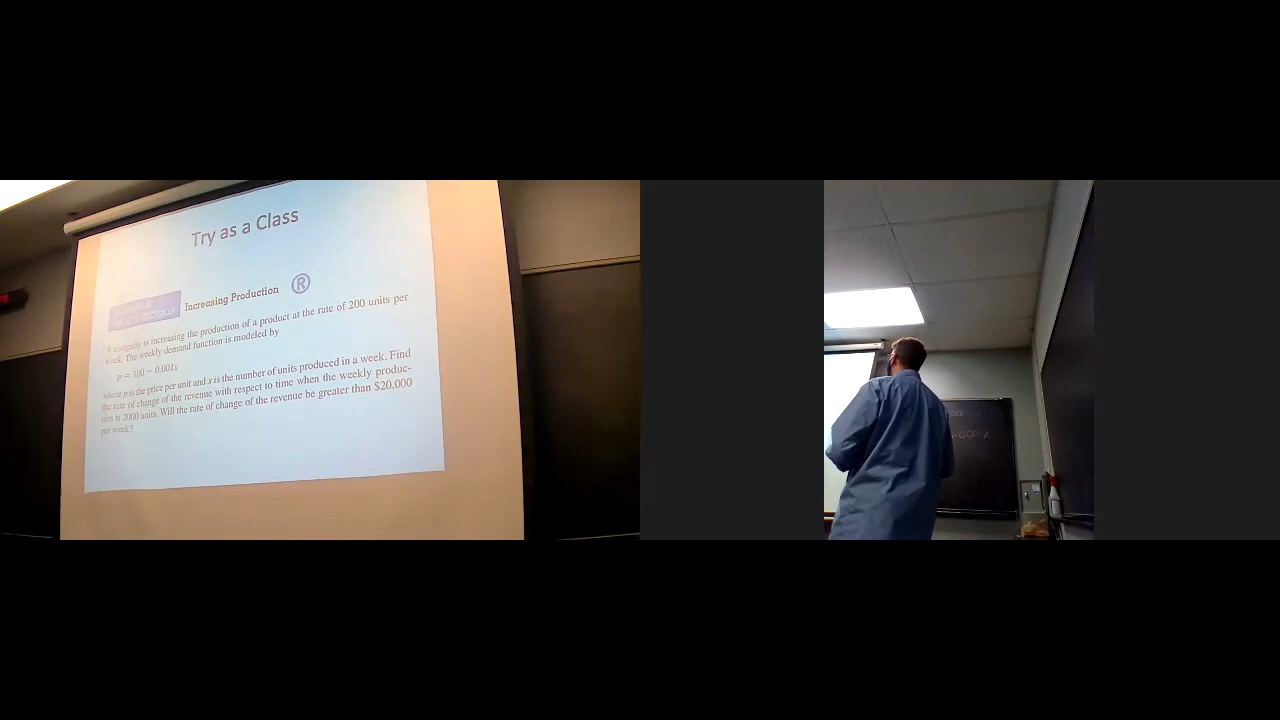 Try as a Class
DECISION
Increasing Production ®
A company is increasing the production of a product at the rate of 200 units per
week. The weekly demand function is modeled by
p = 100 − 0.001x
where p is the price per unit and x is the number of units produced in a week. Find
the rate of change of the revenue with respect to time when the weekly produc-
tion is 2000 units. Will the rate of change of the revenue be greater than $20,000
per week?
-0.001X